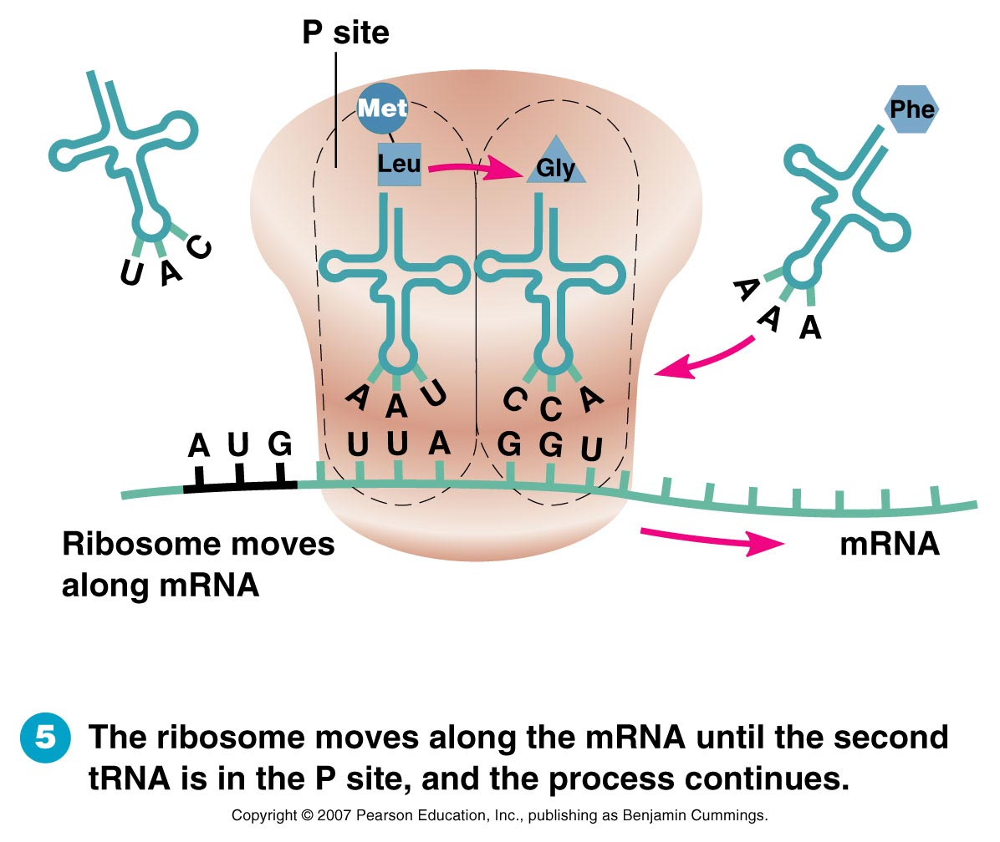 P site
Met
Phe
Leu
Gly
U A C
A A A
A A U
C C A
A U G
U U A
G G U
Ribosome moves
along mRNA
mRNA
5
The ribosome moves along the mRNA until the second
tRNA is in the P site, and the process continues.
Copyright © 2007 Pearson Education, Inc., publishing as Benjamin Cummings.